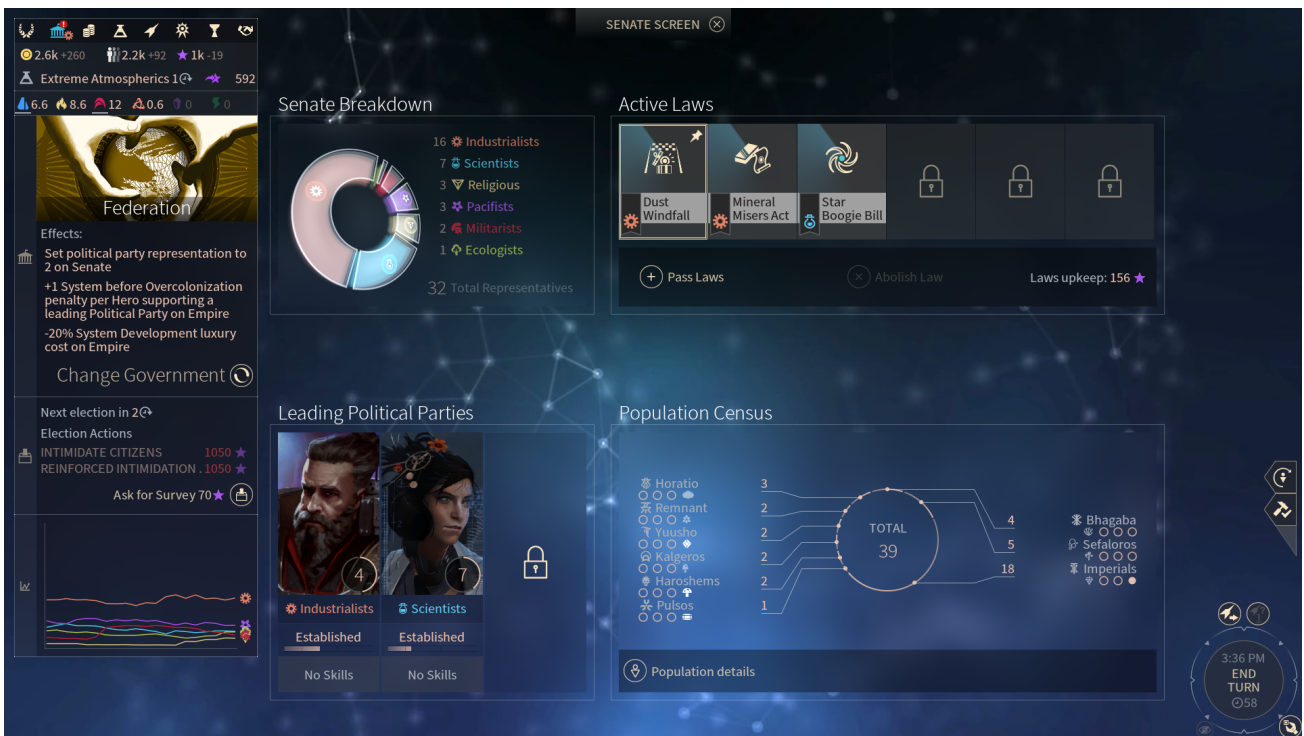 SENATE SCREEN
2.6k +260 2.2k +92 1k -19
Extreme Atmospherics 1 592
6.6 8.6 12 0.6 0 0
Federation
Effects:
Set political party representation to
2 on Senate
+1 System before Overcolonization
penalty per Hero supporting a
leading Political Party on Empire
-20% System Development luxury
cost on Empire
Change Government
Next election in 2
Election Actions
INTIMIDATE CITIZENS 1050
REINFORCED INTIMIDATION . 1050
Ask for Survey 70
Senate Breakdown
16 Industrialists
7 Scientists
3 Religious
3 Pacifists
2 Militarists
1 Ecologists
32 Total Representatives
Active Laws
Dust
Windfall
Mineral
Misers Act
Star
Boogie Bill
Pass Laws
Abolish Law
Laws upkeep: 156
Leading Political Parties
4
7
Industrialists
Scientists
Established
Established
No Skills
No Skills
Population Census
Horatio 3
Remnant 2
Yuusho 2
Kalgeros 2
Haroshems 2
Pulsos 1
TOTAL
39
4 Bhagaba
5 Sefaloros
18 Imperials
Population details
3:36 PM
END
TURN
58